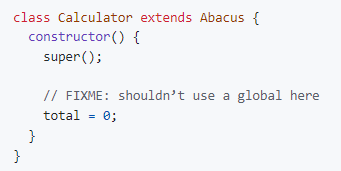 class Calculator extends Abacus {
  constructor() {
    super();

    // FIXME: shouldn’t use a global here
    total = 0;
  }
}